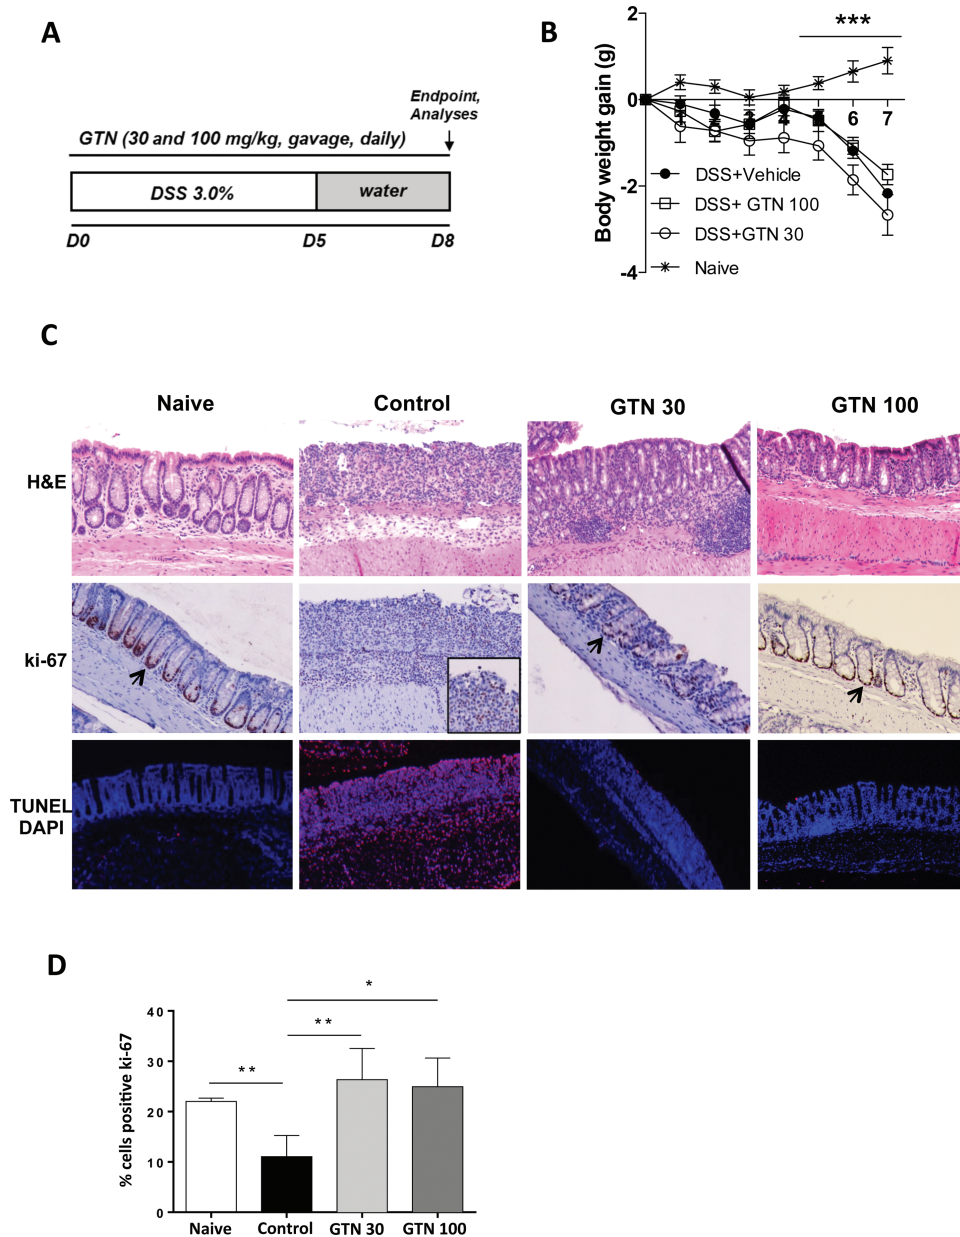 A
Endpoint,
Analyses
GTN (30 and 100 mg/kg, gavage, daily)
DSS 3.0%
water
D0
D5
D8
B
Body weight gain (g)
2
0
-2
-4
***
4
6
7
DSS+Vehicle
DSS+ GTN 100
DSS+GTN 30
Naive
C
Naive
Control
GTN 30
GTN 100
H&E
ki-67
TUNEL
DAPI
D
% cells positive ki-67
40
30
20
10
0
**
**
*
Naive
Control
GTN 30
GTN 100